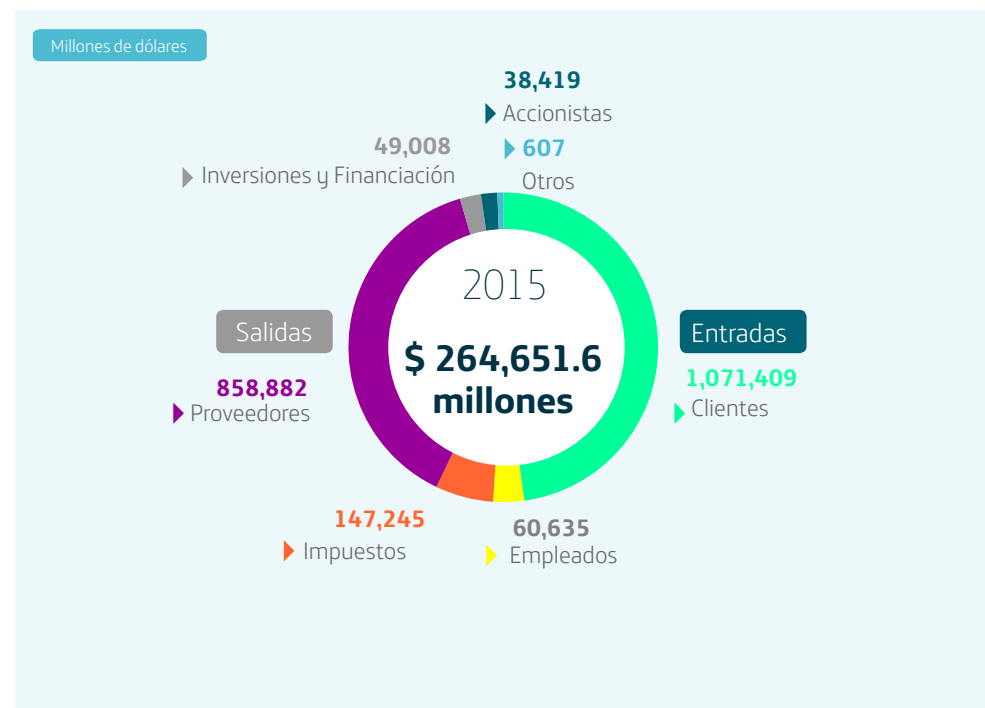 Millones de dólares
38,419
Accionistas
607
Otros
49,008
Inversiones y Financiación
2015
$ 264,651.6
millones
Salidas
858,882
Proveedores
Entradas
1,071,409
Clientes
147,245
Impuestos
60,635
Empleados